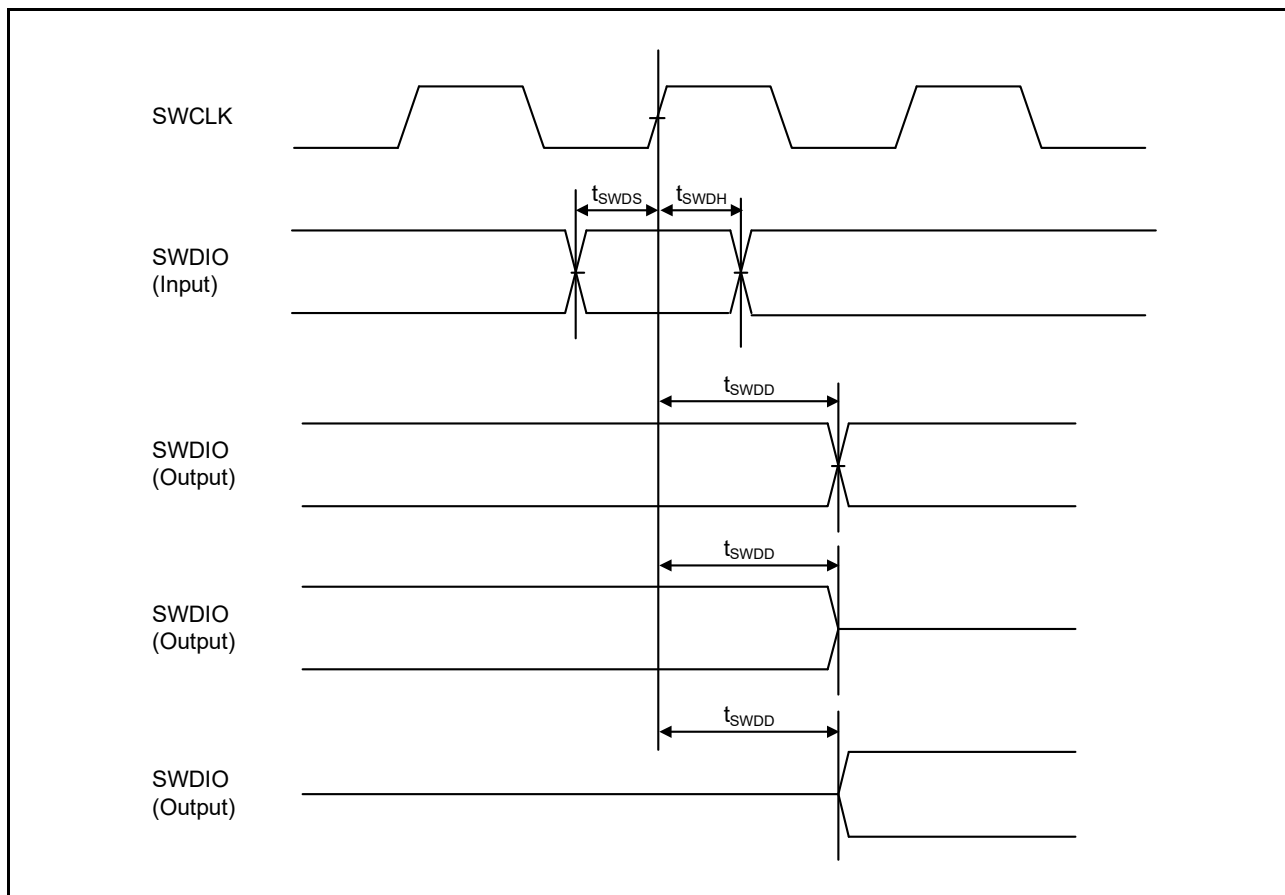 SWCLK
tSWDS tSWDH
SWDIO
(Input)
tSWDD
SWDIO
(Output)
tSWDD
SWDIO
(Output)
tSWDD
SWDIO
(Output)